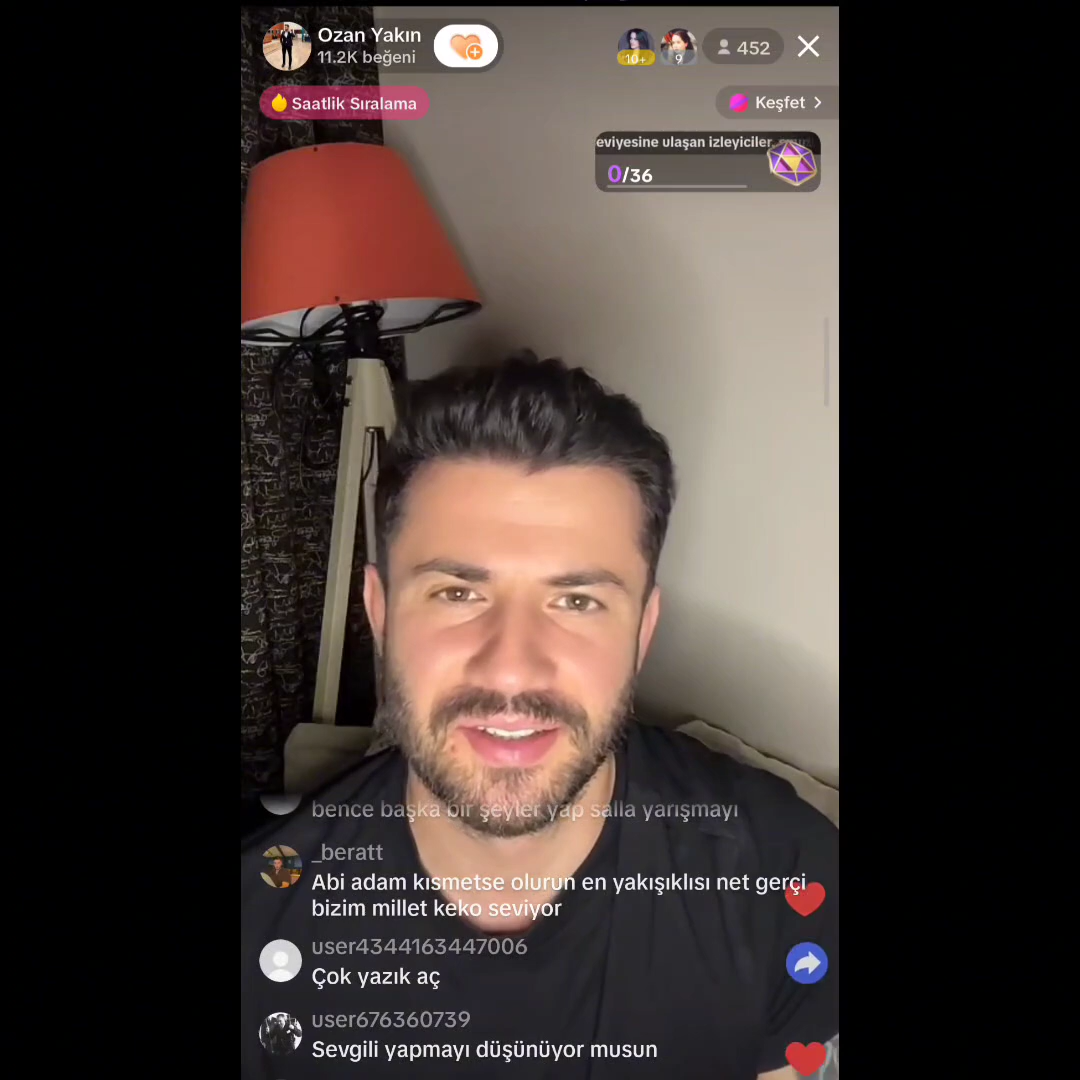 Ozan Yakın
11.2K beğeni
10+
9
452
Saatlik Sıralama
Keşfet
eviyesine ulaşan izleyiciler,
0/36
bence başka bir şeyler yap salla yarışmayı
_beratt
Abi adam kısmetse olurun en yakışıklısı net gerçi
bizim millet keko seviyor
user4344163447006
Çok yazık aç
user676360739
Sevgili yapmayı düşünüyor musun